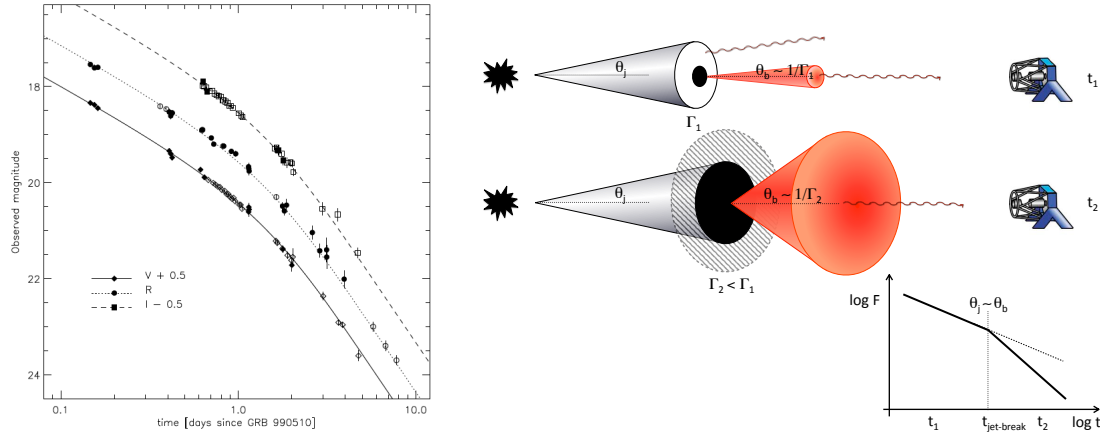 Observed magnitude
18
20
22
24
V + 0.5
R
I − 0.5
0.1
1.0
10.0
time [days since GRB 990510]
θj
θb ~ 1/Γ1
Γ1
t1
θj
θb ~ 1/Γ2
Γ2 < Γ1
t2
log F
θj ~ θb
t1
tjet-break
t2
log t